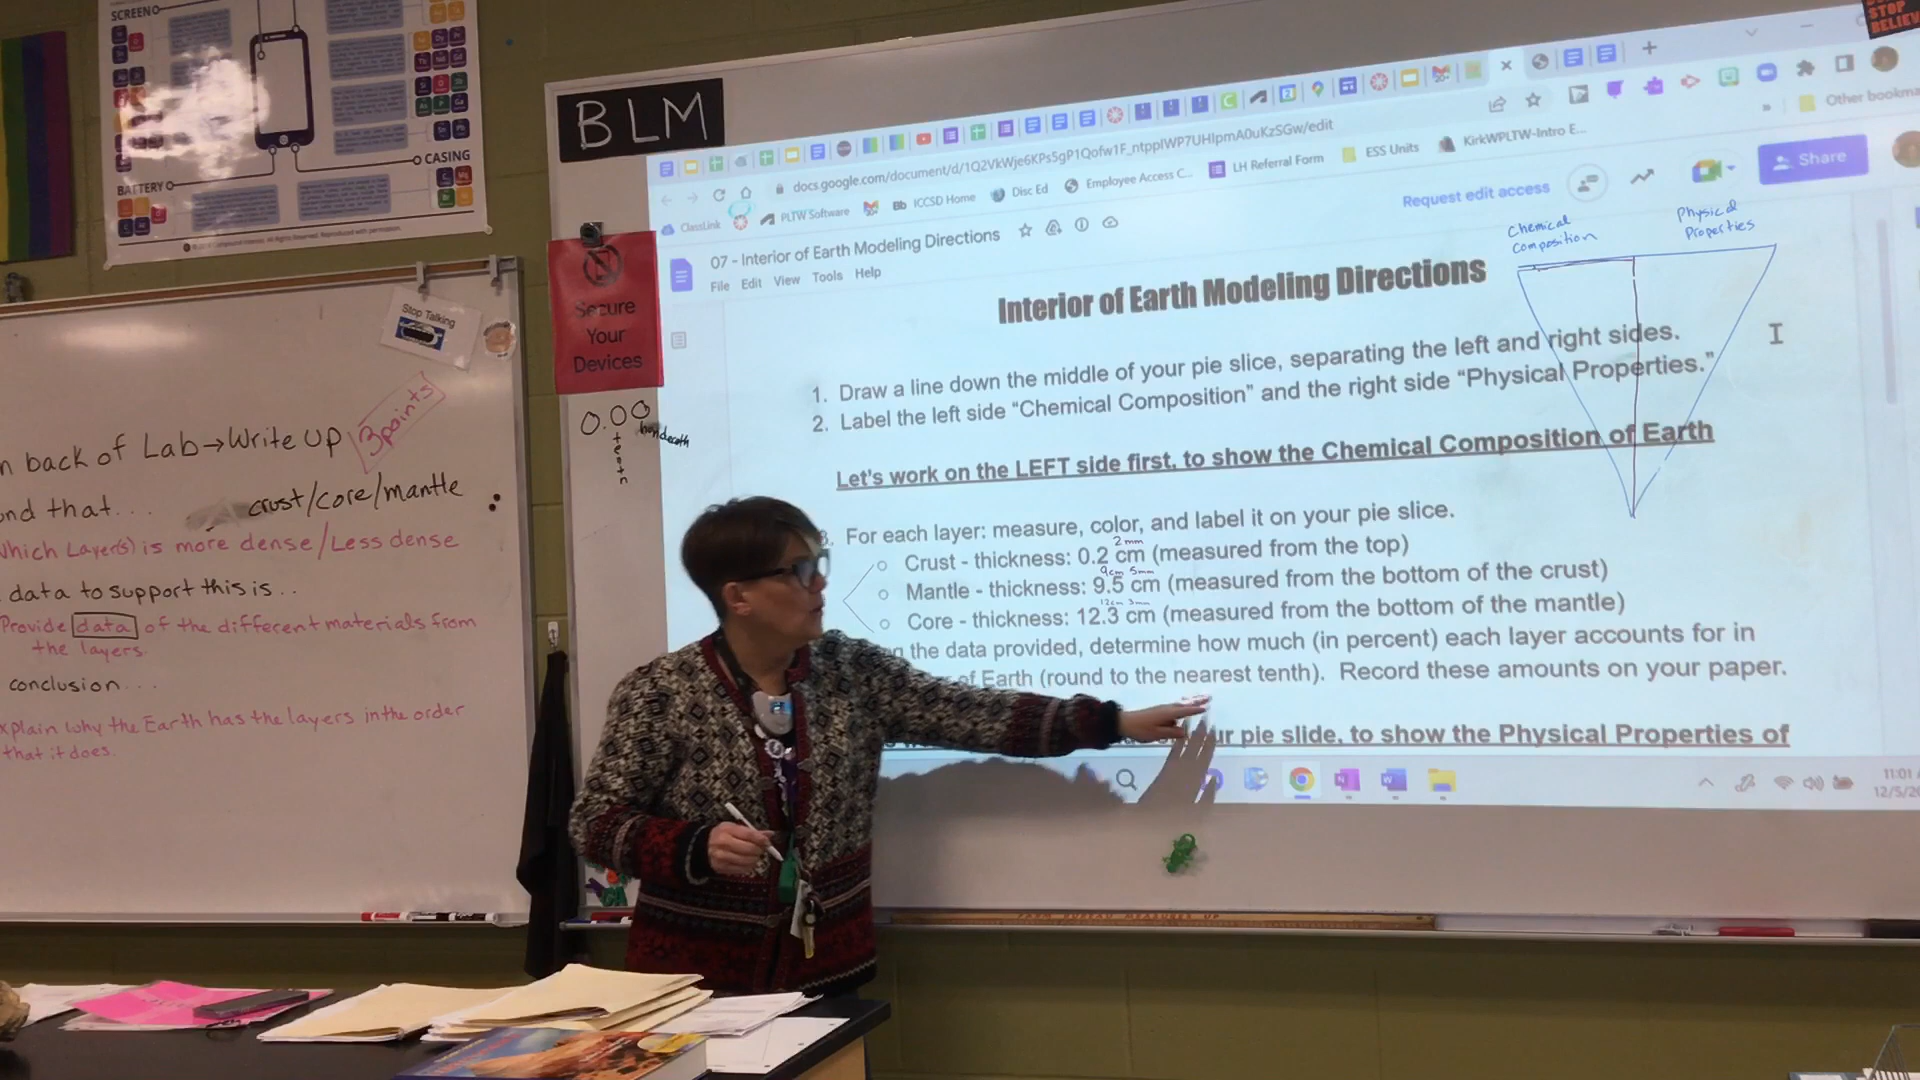 SCREEN
BATTERY
CASING
BLM
STOP
BELIEV
Secure
Your
Devices
Stop Talking
n back of Lab→Write up
3points
nd that...
crust/core/mantle
which Layer(s) is more dense/Less dense
data to support this is..
Provide data of the different materials from
the layers.
conclusion...
xplain why the Earth has the layers in the order
that it does.
0.00
tenth
docs.google.com/document/d/1Q2VkWje6KPs5gP1Qofw1F_ntppIWP7UHIpmA0uKzSGw/edit
ClassLink
PLTW Software
Bb ICCSD Home
Disc Ed
Employee Access C...
LH Referral Form
ESS Units
KirkWPLTW-Intro E...
»
Other bookma
07 - Interior of Earth Modeling Directions
File Edit View Tools Help
Request edit access
Share
Chemical
Composition
Physical
Properties
Interior of Earth Modeling Directions
1. Draw a line down the middle of your pie slice, separating the left and right sides.
2. Label the left side “Chemical Composition” and the right side “Physical Properties.”
Let's work on the LEFT side first, to show the Chemical Composition of Earth
3. For each layer: measure, color, and label it on your pie slice.
2mm
○ Crust - thickness: 0.2 cm (measured from the top)
9cm 5mm
○ Mantle - thickness: 9.5 cm (measured from the bottom of the crust)
12cm 3mm
○ Core - thickness: 12.3 cm (measured from the bottom of the mantle)
the data provided, determine how much (in percent) each layer accounts for in
of Earth (round to the nearest tenth). Record these amounts on your paper.
ur pie slide, to show the Physical Properties of
11:01
12/5/20